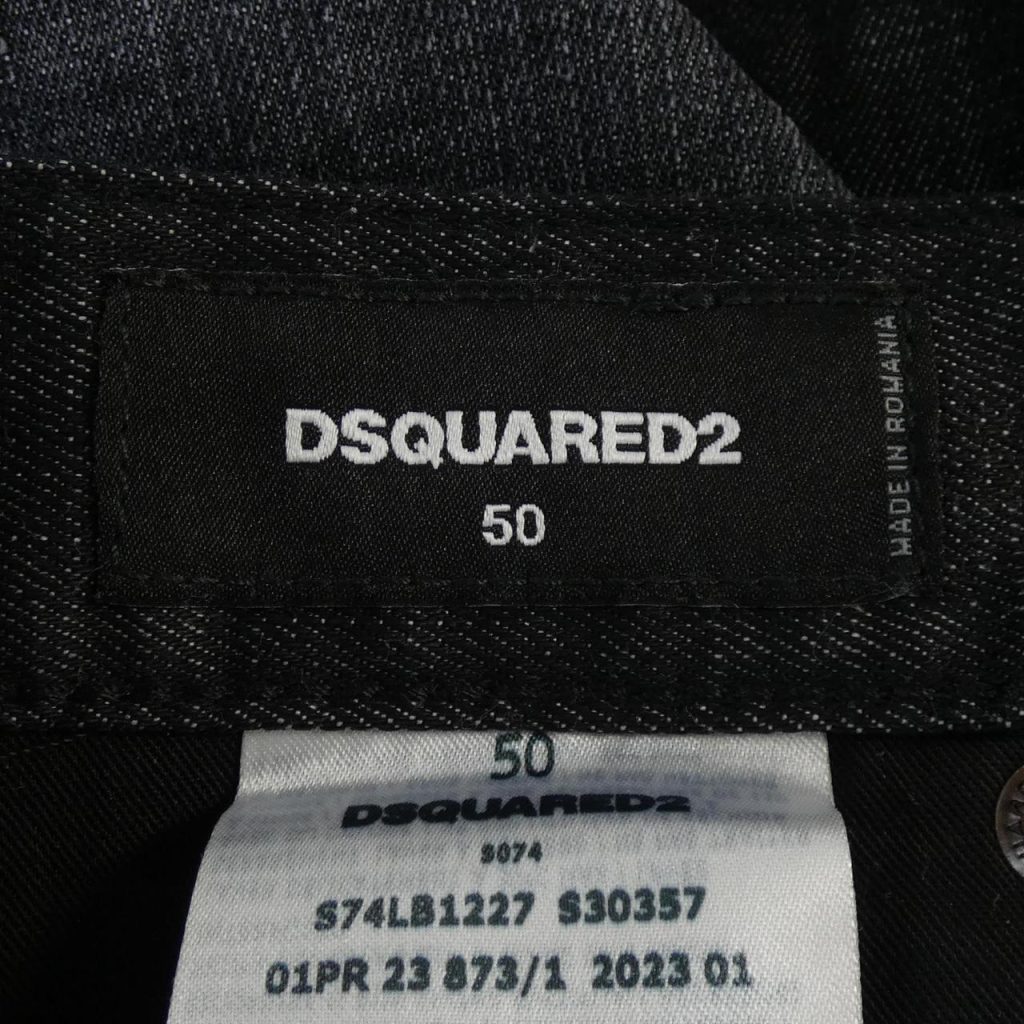 DSQUARED2
50
MADE IN ROMANIA
50
DSQUARED2
S074
S74LB1227 S30357
01PR 23 873/1 2023 01